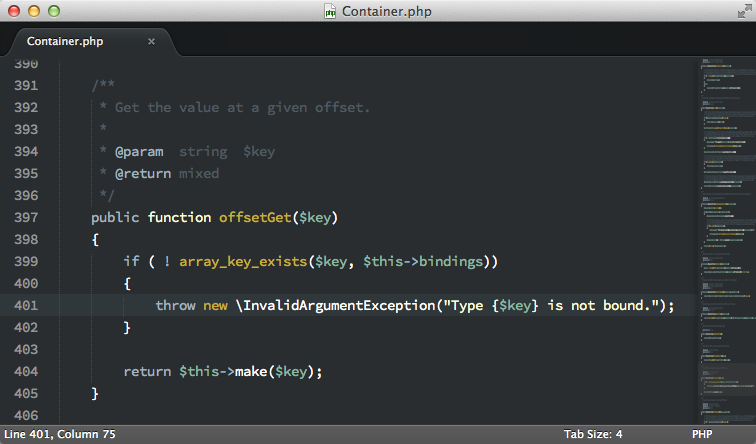 Container.php
Container.php ×
390
391 /**
392 * Get the value at a given offset.
393 *
394 * @param  string  $key
395 * @return mixed
396 */
397 public function offsetGet($key)
398 {
399 if ( ! array_key_exists($key, $this->bindings))
400 {
401 throw new \InvalidArgumentException("Type {$key} is not bound.");
402 }
403
404 return $this->make($key);
405 }
406
Line 401, Column 75 Tab Size: 4 PHP